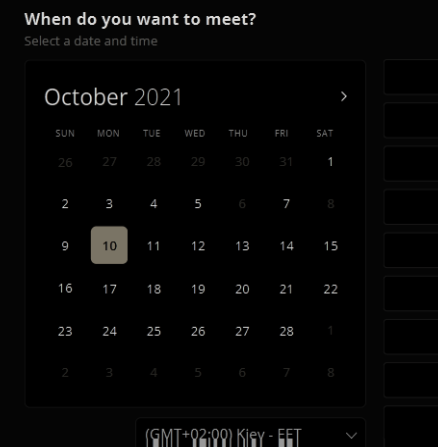 When do you want to meet?
Select a date and time
October 2021 >
SUN MON TUE WED THU FRI SAT
26 27 28 29 30 31 1
2 3 4 5 6 7 8
9 10 11 12 13 14 15
16 17 18 19 20 21 22
23 24 25 26 27 28 1
2 3 4 5 6 7 8
(GMT+02:00) Kiev - EET